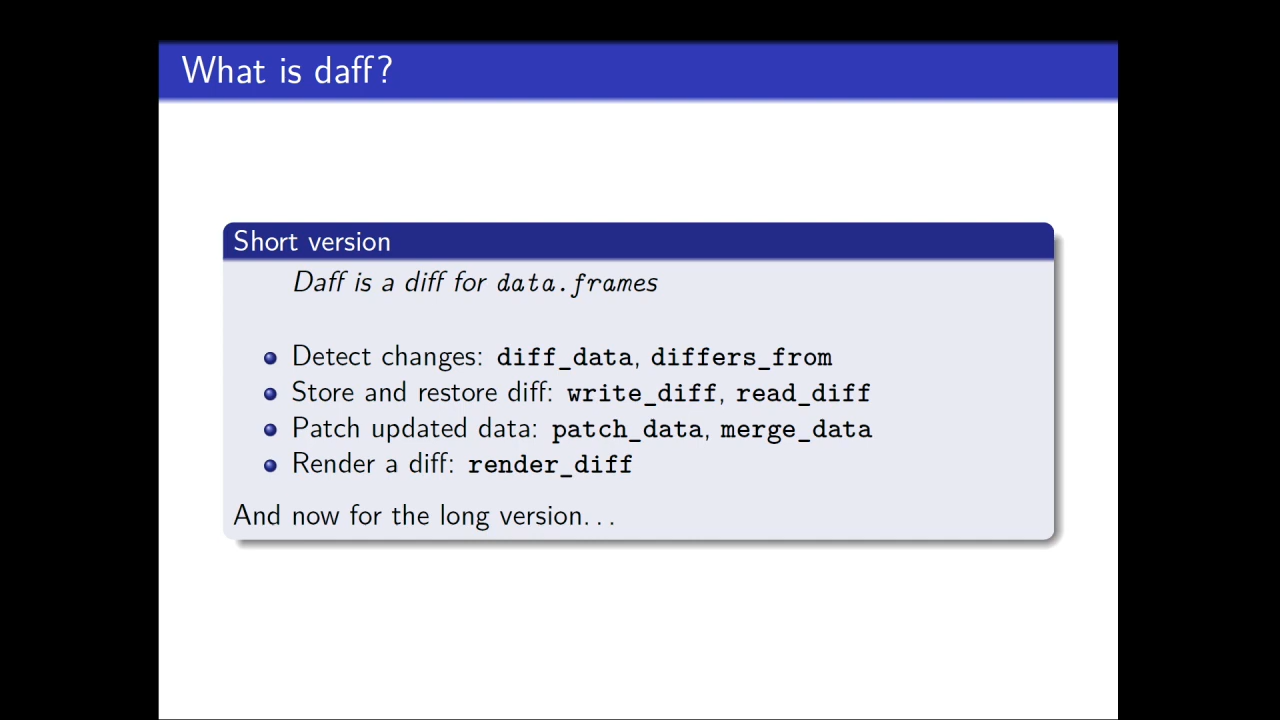 What is daff?
Short version
Daff is a diff for data.frames
Detect changes: diff_data, differs_from
Store and restore diff: write_diff, read_diff
Patch updated data: patch_data, merge_data
Render a diff: render_diff
And now for the long version...